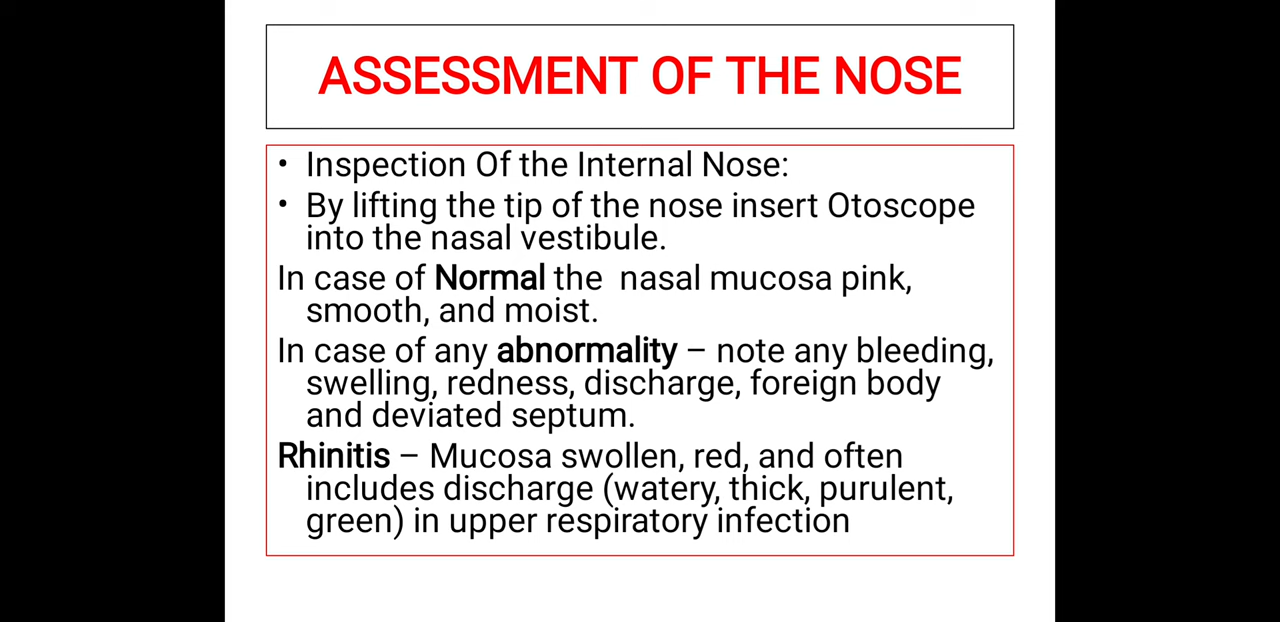 ASSESSMENT OF THE NOSE
• Inspection Of the Internal Nose:
• By lifting the tip of the nose insert Otoscope
into the nasal vestibule.
In case of Normal the  nasal mucosa pink,
smooth, and moist.
In case of any abnormality – note any bleeding,
swelling, redness, discharge, foreign body
and deviated septum.
Rhinitis – Mucosa swollen, red, and often
includes discharge (watery, thick, purulent,
green) in upper respiratory infection